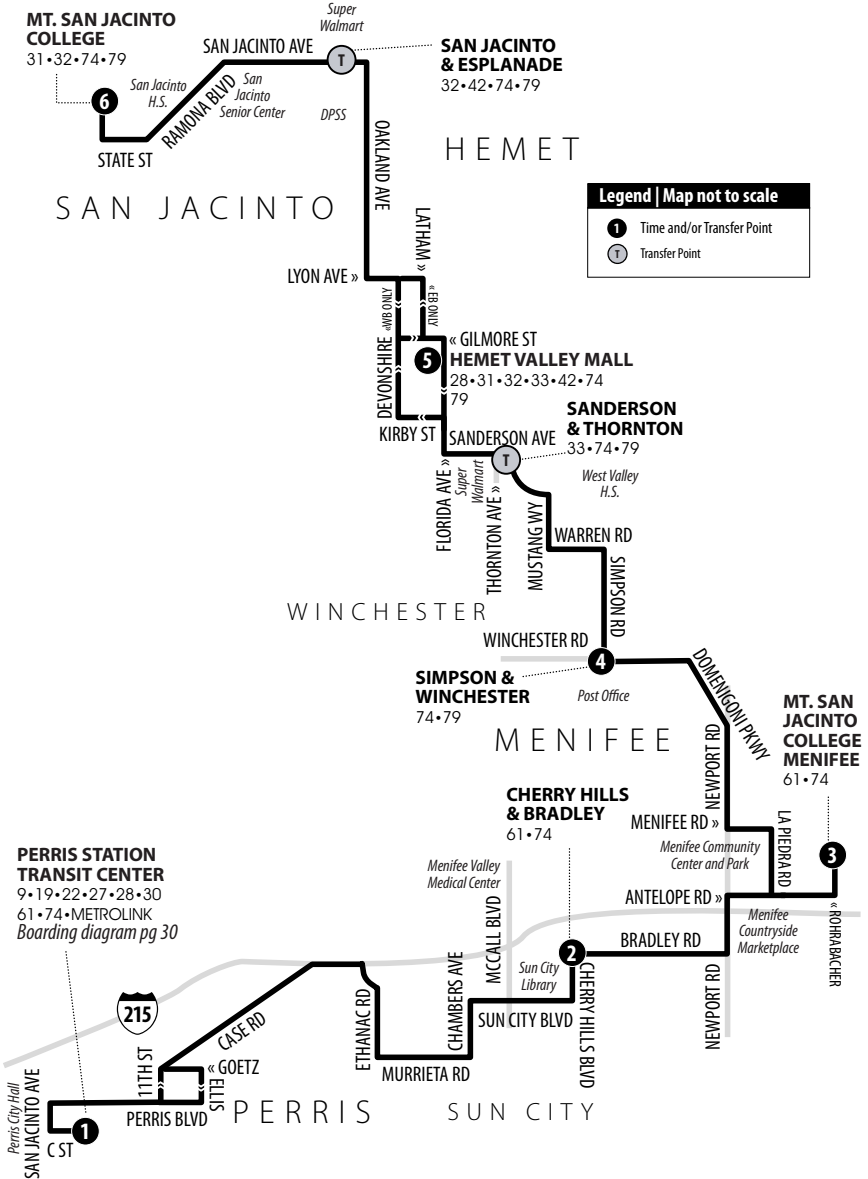 MT. SAN JACINTO
COLLEGE
31•32•74•79
Super
Walmart
SAN JACINTO AVE
T
SAN JACINTO
& ESPLANADE
32•42•74•79
San Jacinto
H.S.
6
RAMONA BLVD
San
Jacinto
Senior Center
DPSS
STATE ST
OAKLAND AVE
HEMET
SAN JACINTO
Legend | Map not to scale
1 Time and/or Transfer Point
T Transfer Point
LATHAM »
LYON AVE »
«WB ONLY
« EB ONLY
DEVONSHIRE
« GILMORE ST
5
HEMET VALLEY MALL
28•31•32•33•42•74
79
KIRBY ST
SANDERSON AVE
SANDERSON
& THORNTON
33•74•79
T
FLORIDA AVE »
Super
Walmart
THORNTON AVE »
West Valley
H.S.
MUSTANG WY
WARREN RD
SIMPSON RD
WINCHESTER
WINCHESTER RD
4
SIMPSON &
WINCHESTER
74•79
Post Office
DOMENIGONI PKWY
MENIFEE
MT. SAN
JACINTO
COLLEGE
MENIFEE
61•74
NEWPORT RD
CHERRY HILLS
& BRADLEY
61•74
MENIFEE RD »
LA PIEDRA RD
Menifee Community
Center and Park
3
Menifee Valley
Medical Center
ANTELOPE RD »
« ROHRABACHER
Menifee
Countryside
Marketplace
PERRIS STATION
TRANSIT CENTER
9•19•22•27•28•30
61•74•METROLINK
Boarding diagram pg 30
MCCALL BLVD
2
BRADLEY RD
Sun City
Library
CHERRY HILLS BLVD
NEWPORT RD
CHAMBERS AVE
SUN CITY BLVD
215
CASE RD
ETHANAC RD
MURRIETA RD
11TH ST
« GOETZ
ELLIS
Perris City Hall
SAN JACINTO AVE
PERRIS BLVD
PERRIS
SUN CITY
C ST
1